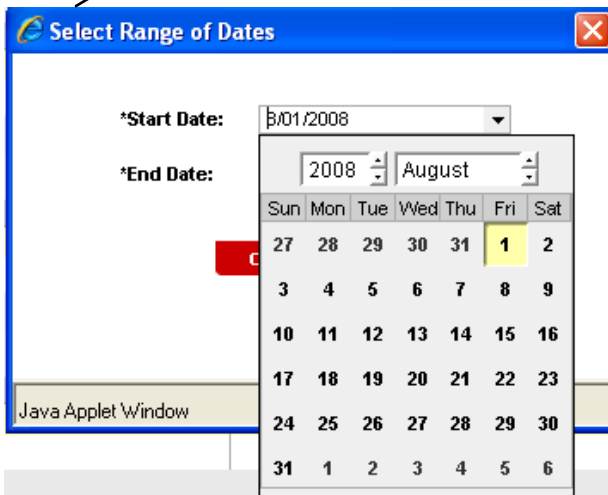 Select Range of Dates
*Start Date: 8/01/2008
*End Date:
2008 August
Sun Mon Tue Wed Thu Fri Sat
27 28 29 30 31 1 2
3 4 5 6 7 8 9
10 11 12 13 14 15 16
17 18 19 20 21 22 23
Java Applet Window
24 25 26 27 28 29 30
31 1 2 3 4 5 6